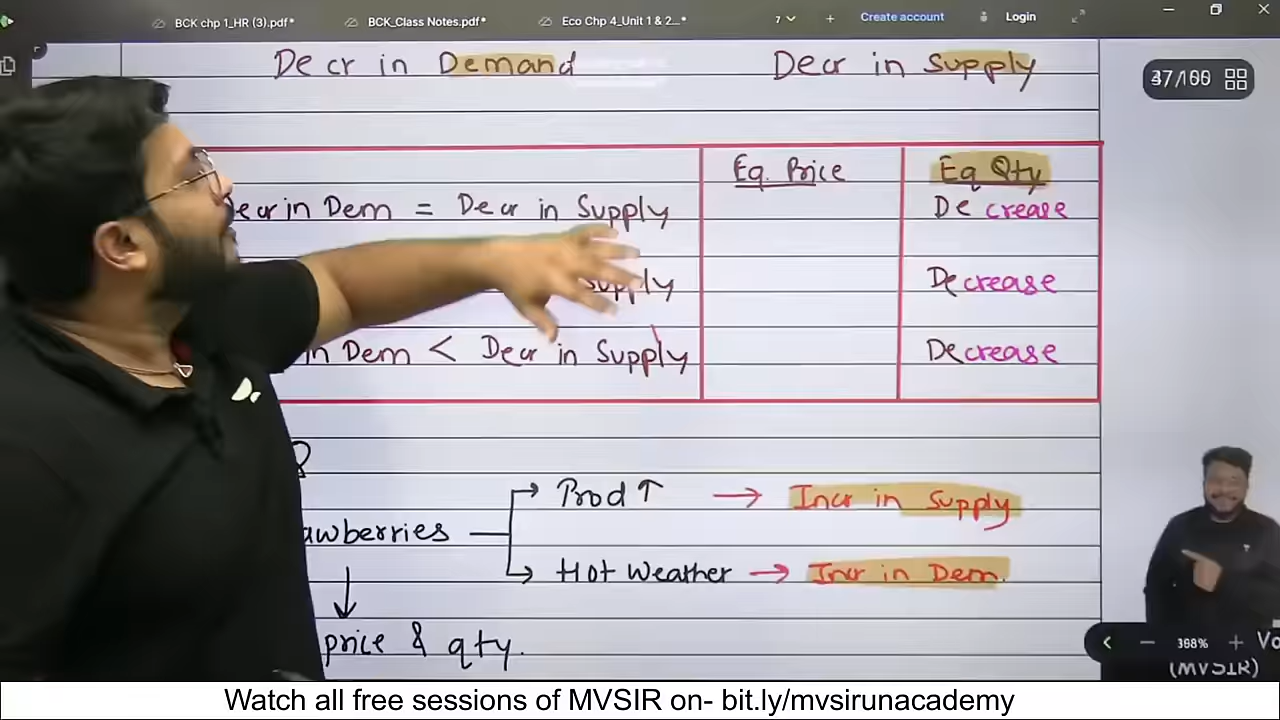 BCK chp 1_HR (3).pdf*
BCK_Class Notes.pdf*
Eco Chp 4_Unit 1 & 2...*
7
Create account
Login
Decr in Demand
Decr in Supply
37/100
Eq. Price
Eq Qty
Decr in Dem = Decr in Supply
Decrease
Supply
Decrease
in Dem < Decr in Supply
Decrease
Prod ↑ → Incr in Supply
awberries
Hot Weather → Incr in Dem.
price & qty.
368%
(MVSIR)
Watch all free sessions of MVSIR on- bit.ly/mvsirunacademy